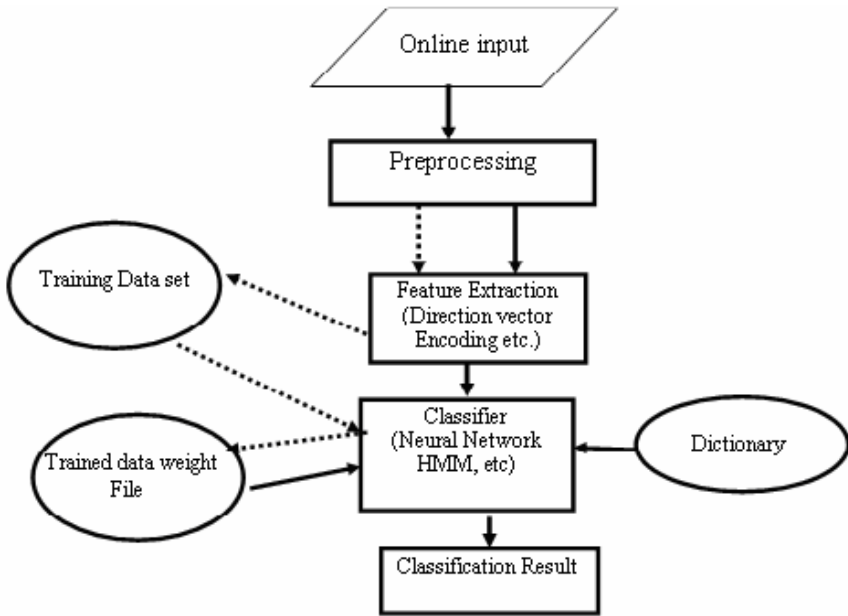 Online input
Preprocessing
Training Data set
Feature Extraction
(Direction vector
Encoding etc.)
Classifier
(Neural Network
HMM, etc)
Dictionary
Trained data weight
File
Classification Result